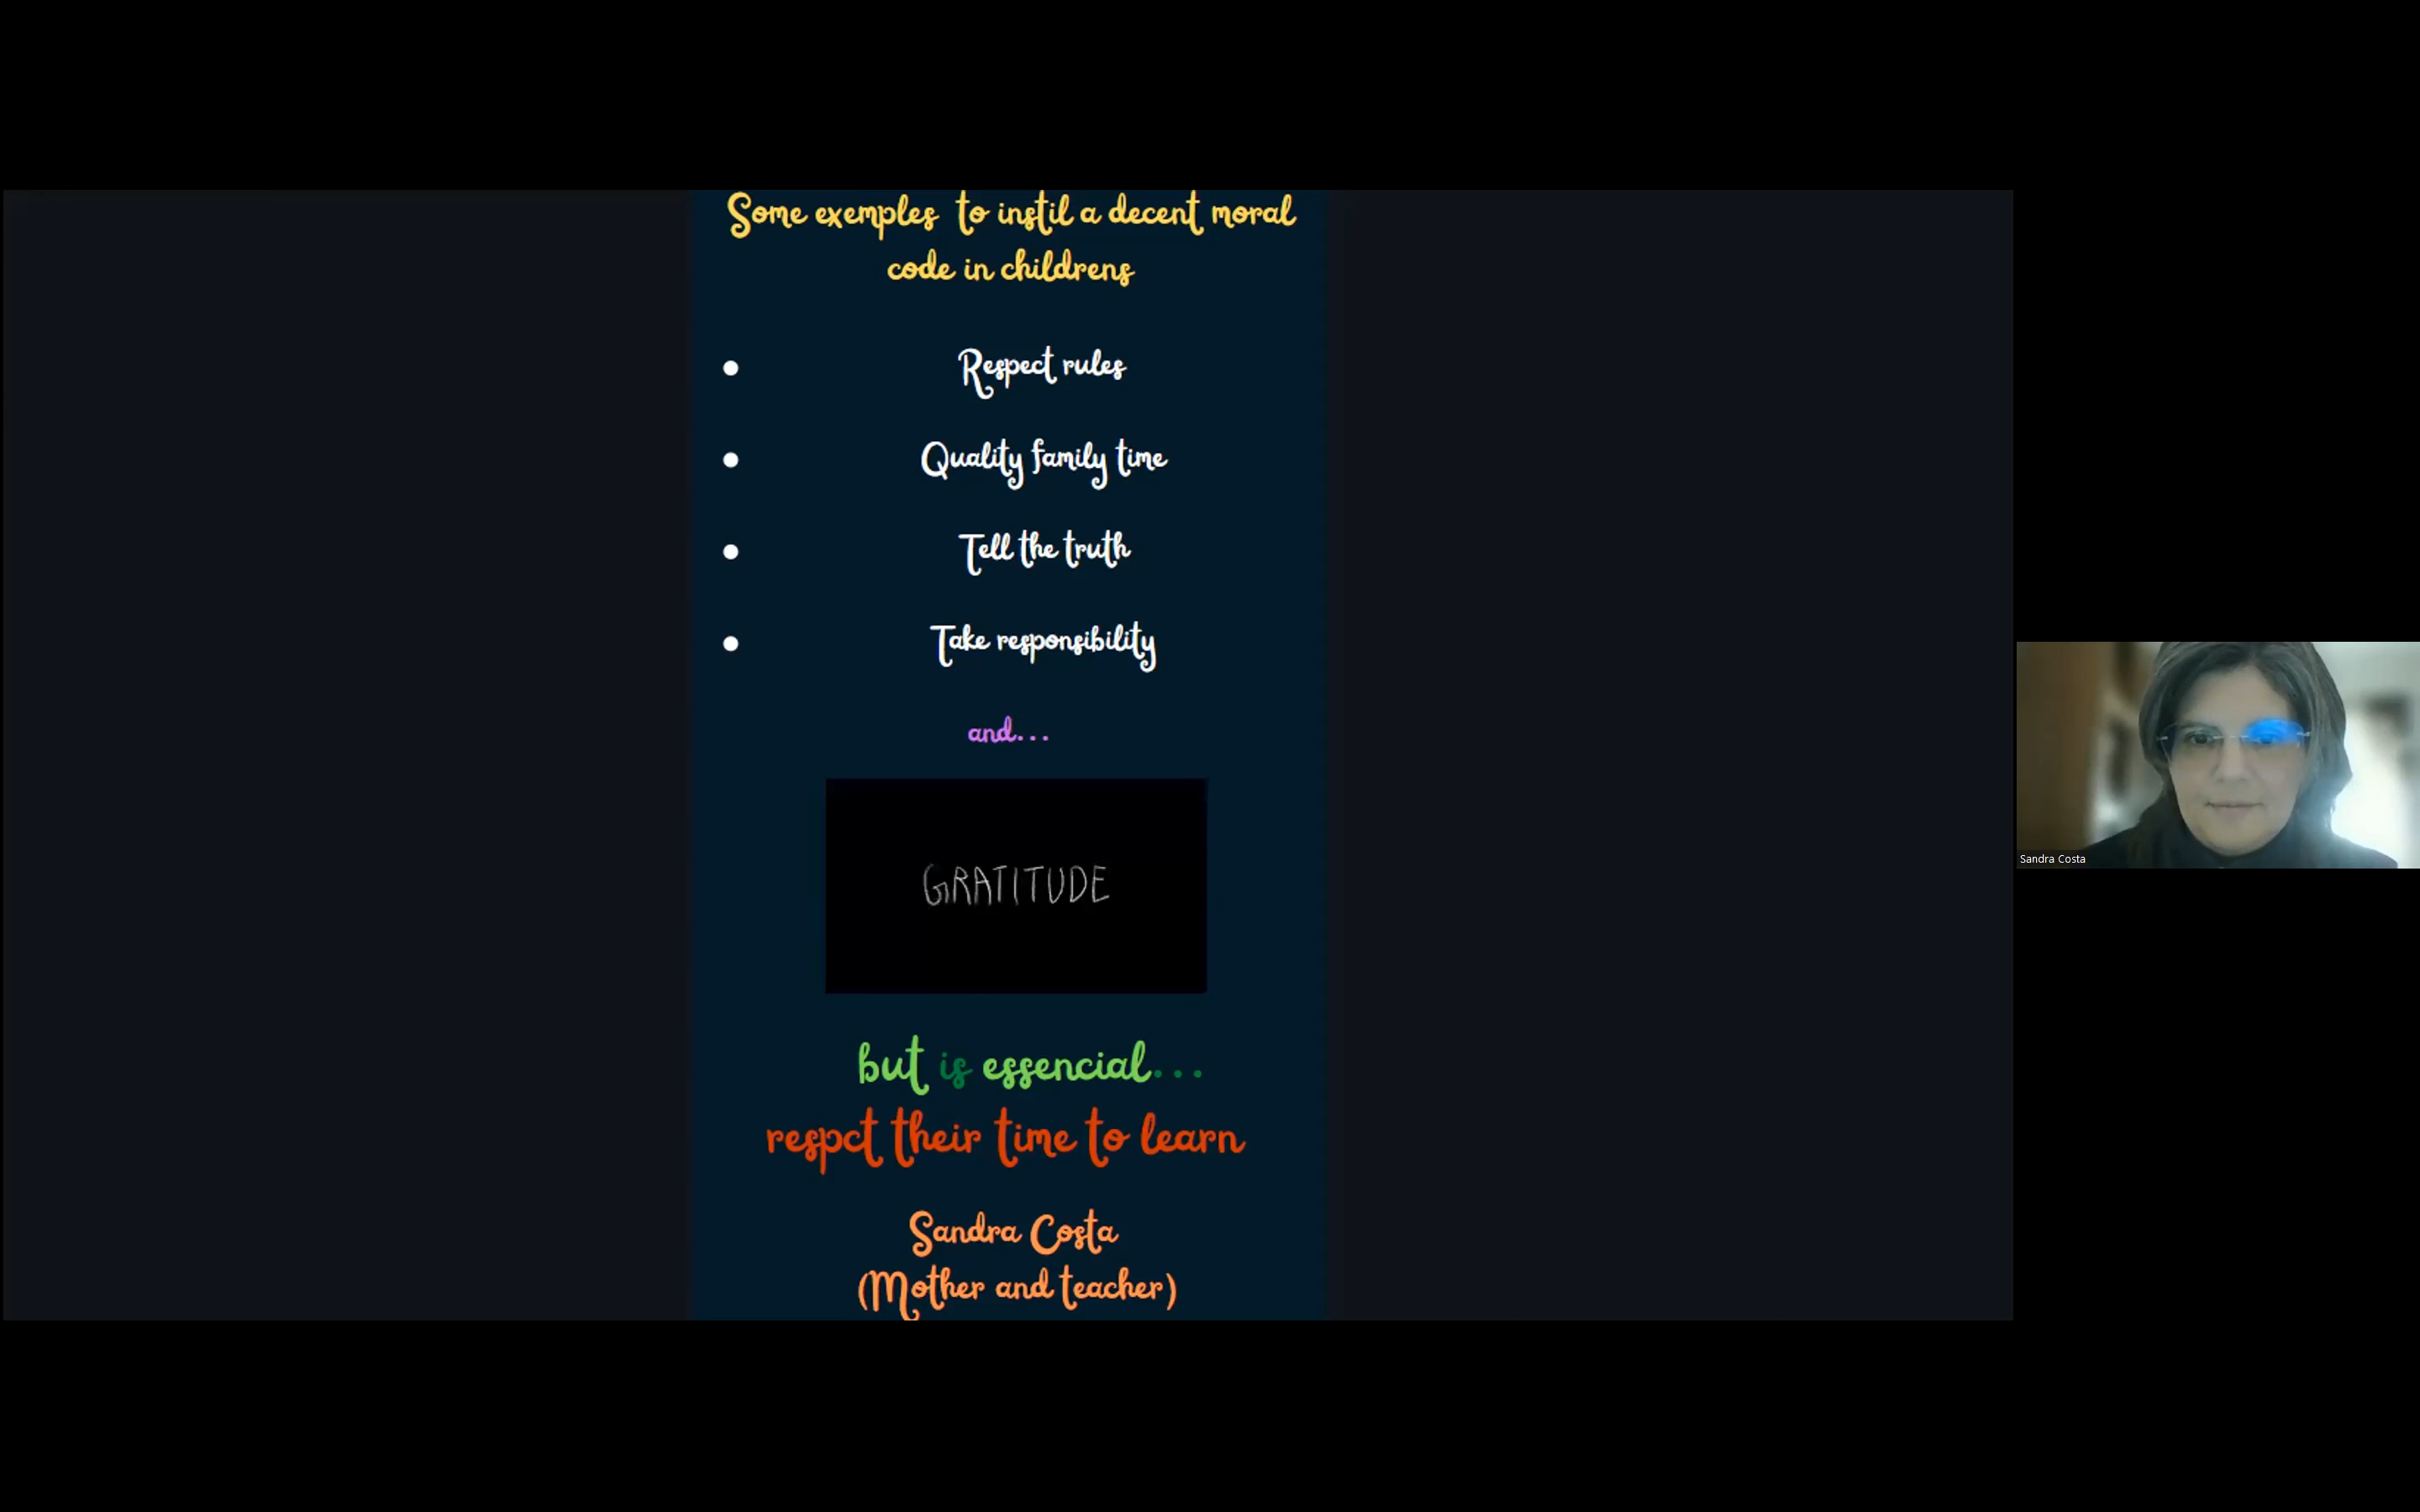 Some exemples to instil a decent moral
code in childrens
Respect rules
Quality family time
Tell the truth
Take responsibility
and...
GRATITUDE
but is essencial...
respct their time to learn
Sandra Costa
(Mother and teacher)
Sandra Costa